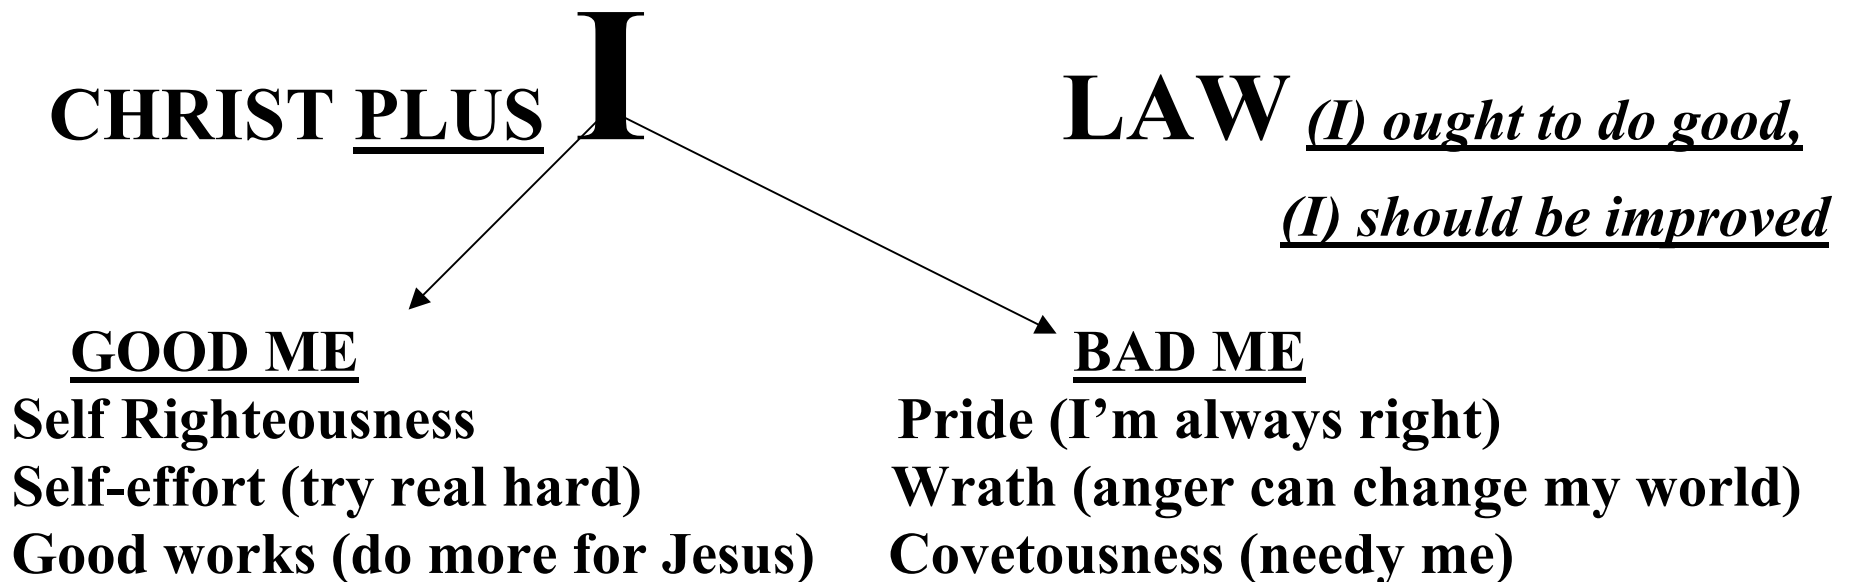 CHRIST PLUS I LAW (I) ought to do good,
(I) should be improved
GOOD ME BAD ME
Self Righteousness Pride (I’m always right)
Self-effort (try real hard) Wrath (anger can change my world)
Good works (do more for Jesus) Covetousness (needy me)